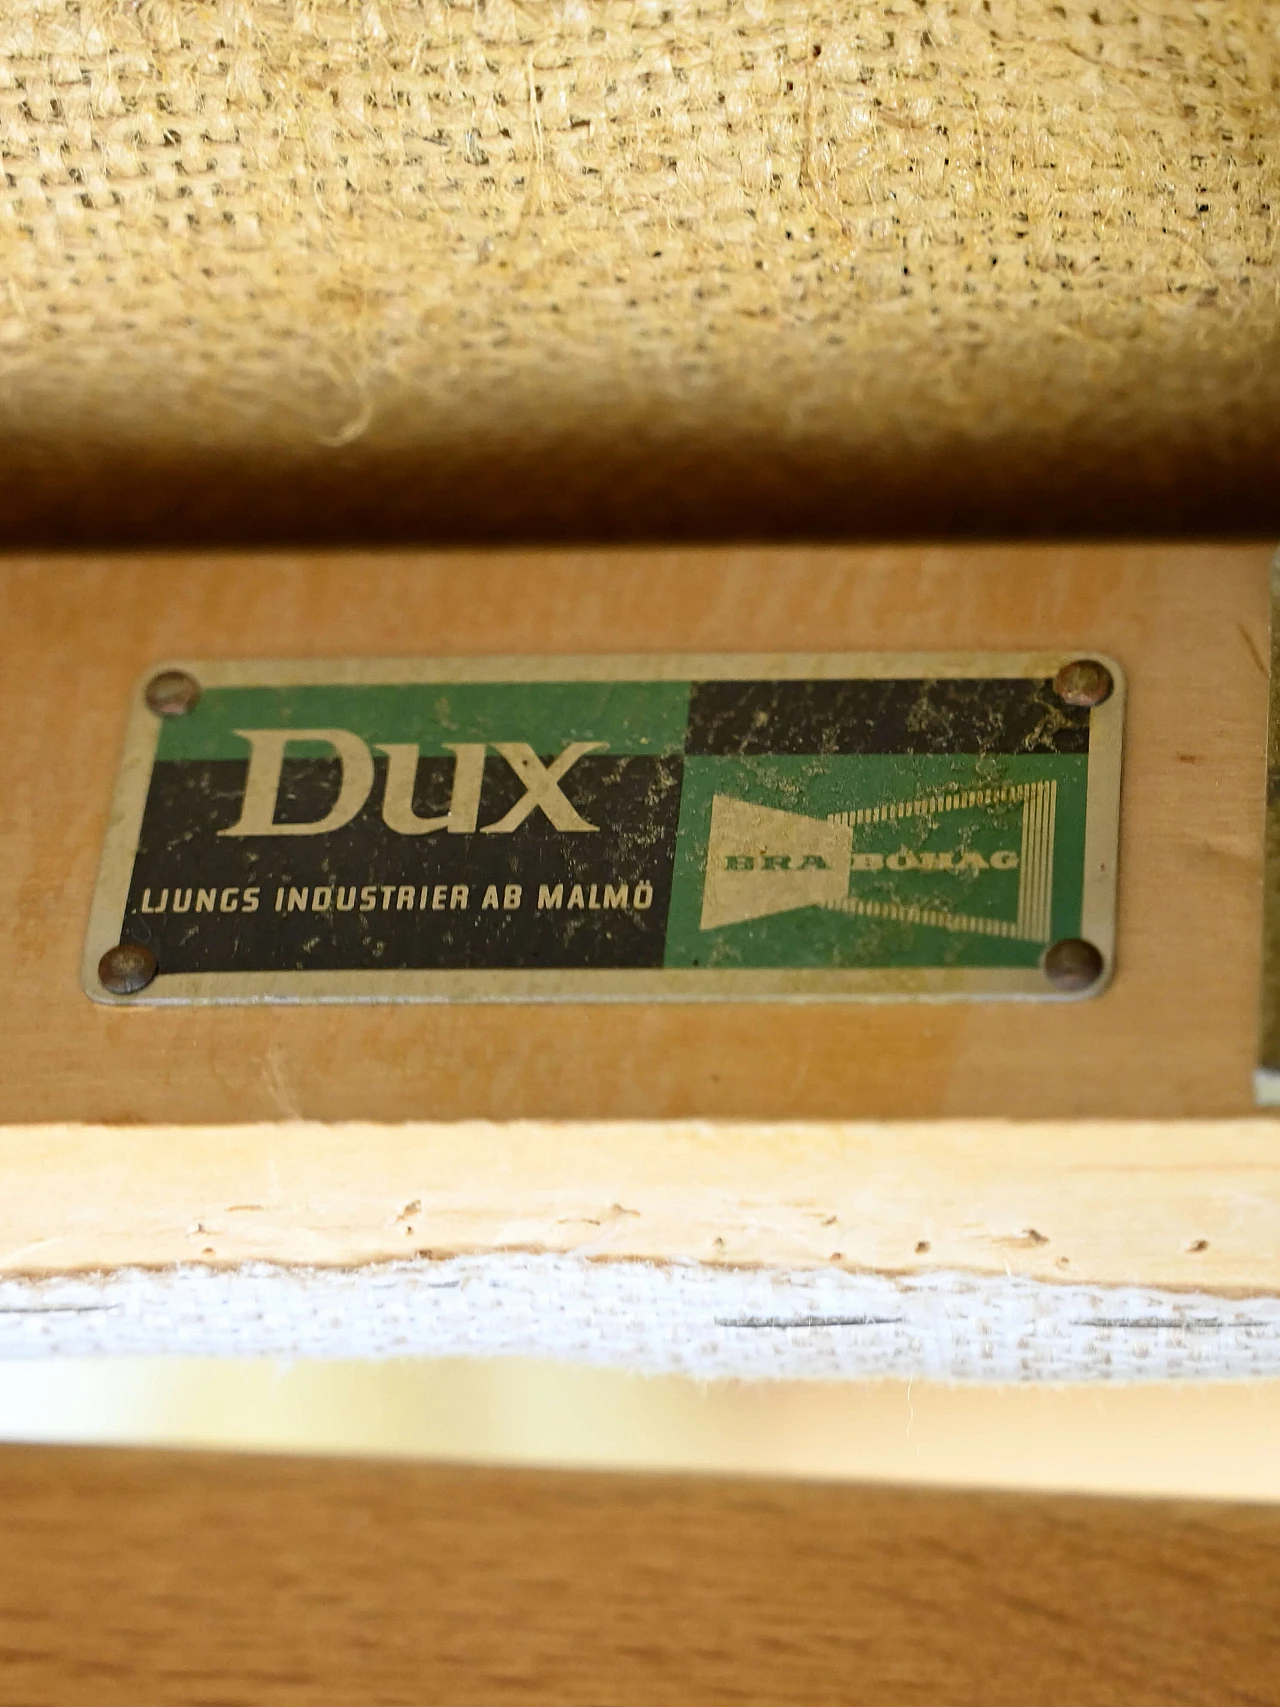 Dux
LJUNGS INDUSTRIER AB MALMÖ
BRA BOHAG